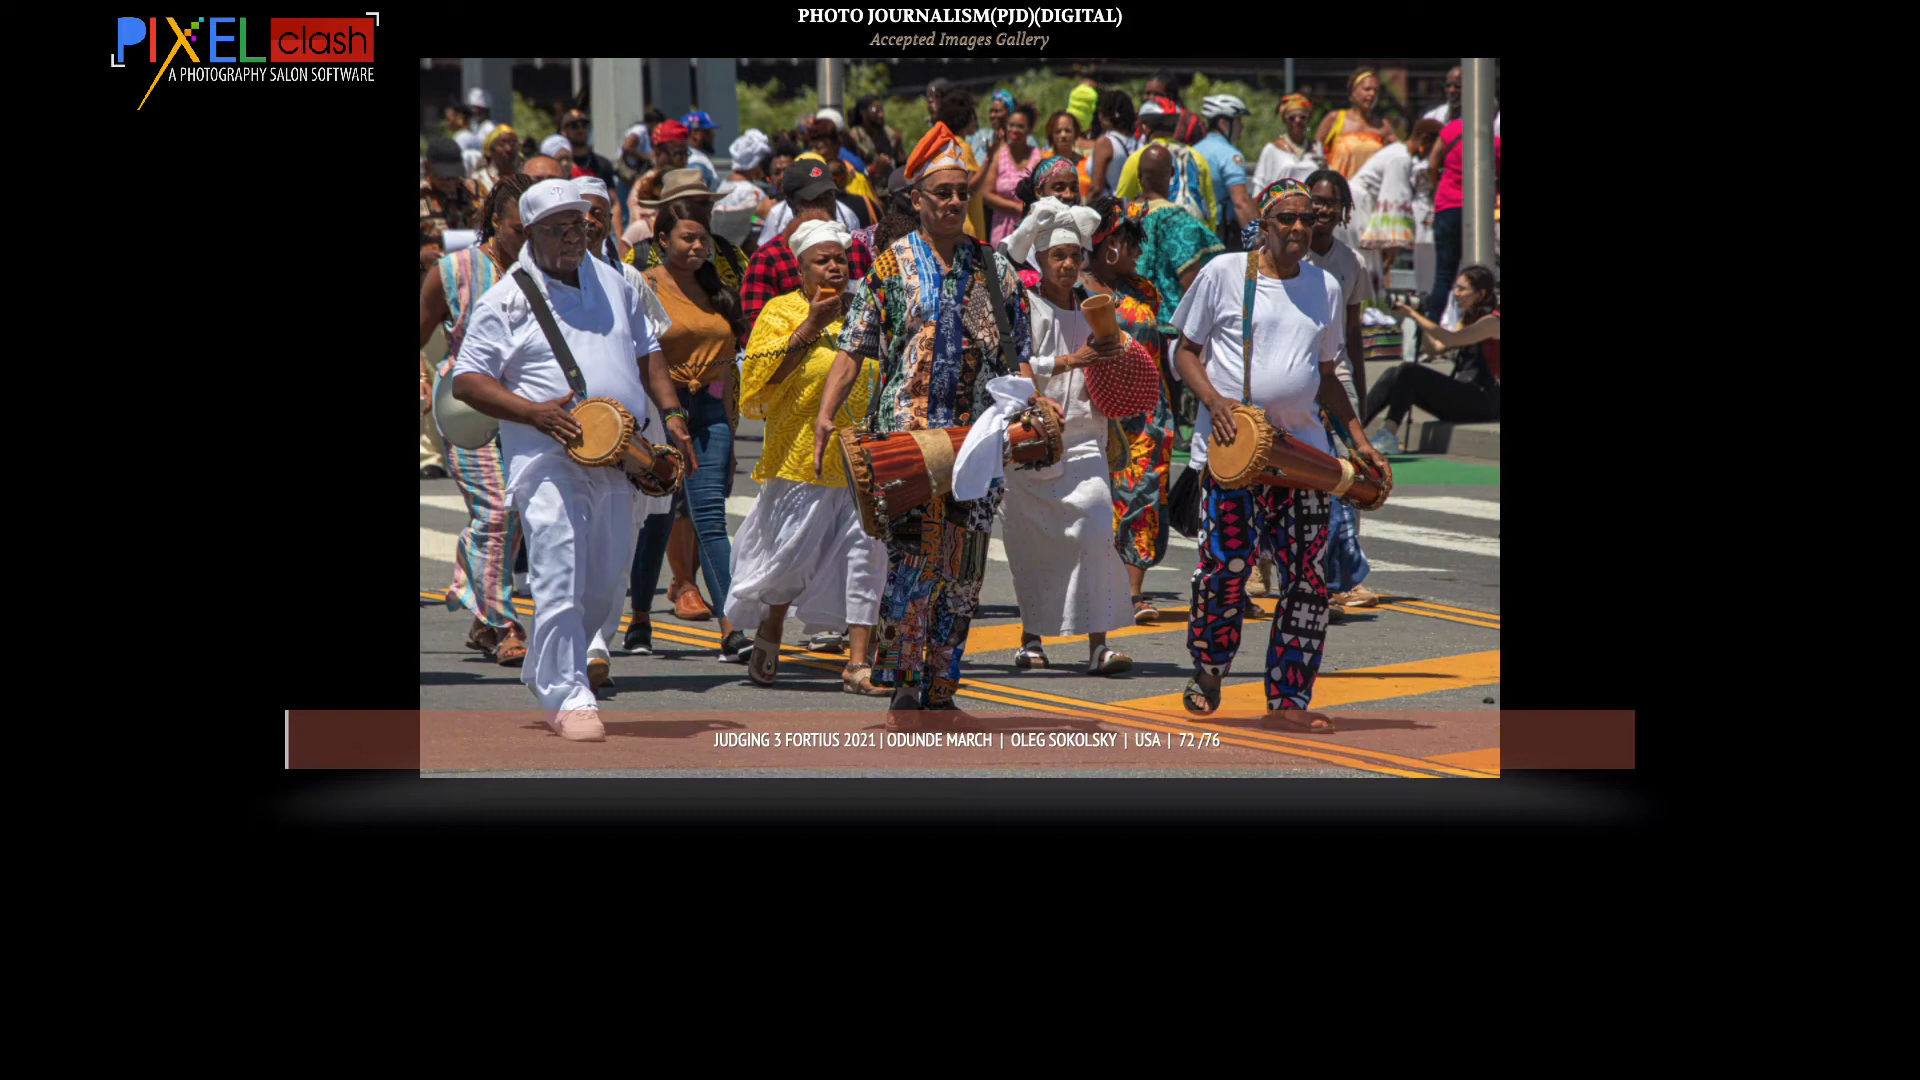 PIXEL clash
A PHOTOGRAPHY SALON SOFTWARE
PHOTO JOURNALISM(PJD)(DIGITAL)
Accepted Images Gallery
JUDGING 3 FORTIUS 2021 | ODUNDE MARCH | OLEG SOKOLSKY | USA | 72 /76